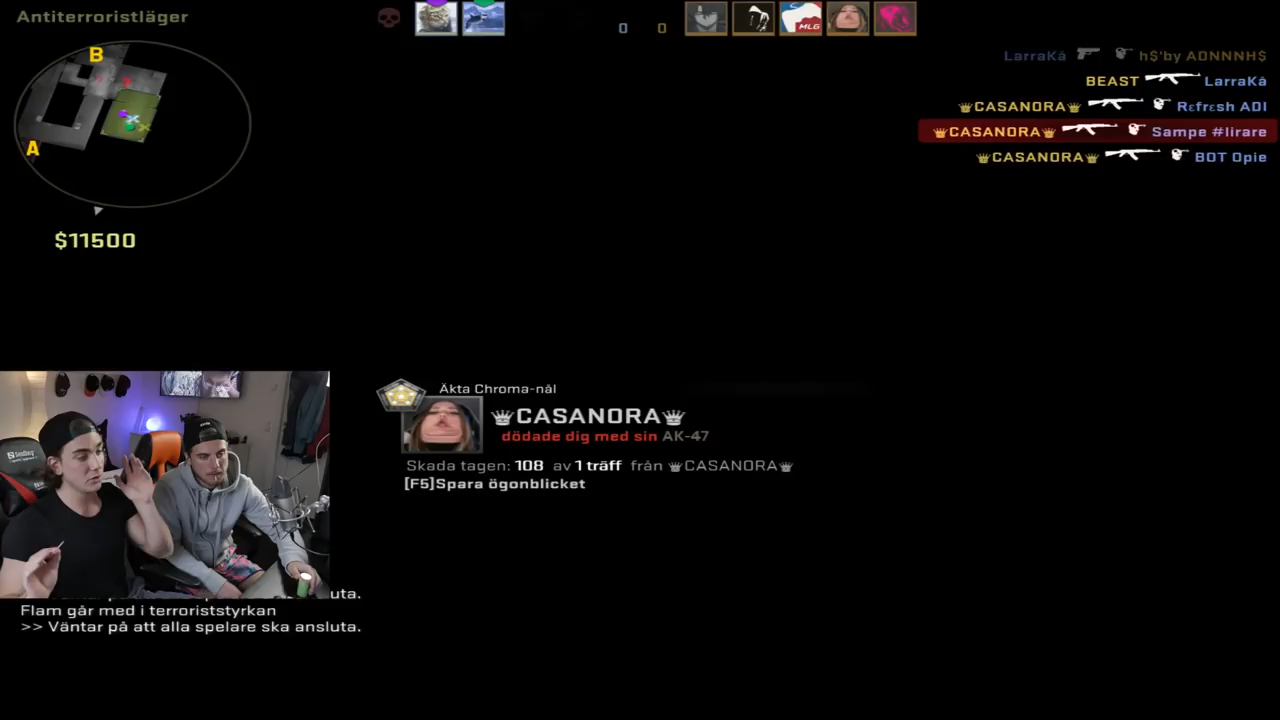 Antiterroristläger
B
A
$11500
0 0
MLG
LarraKå h$'by ADNNNH$
BEAST LarraKå
♛CASANORA♛ Rɛfrɛsh ADI
♛CASANORA♛ Sampe #lirare
♛CASANORA♛ BOT Opie
Äkta Chroma-nål
♛CASANORA♛
dödade dig med sin AK-47
Skada tagen: 108 av 1 träff från ♛CASANORA♛
[F5]Spara ögonblicket
uta.
Flam går med i terroriststyrkan
>> Väntar på att alla spelare ska ansluta.